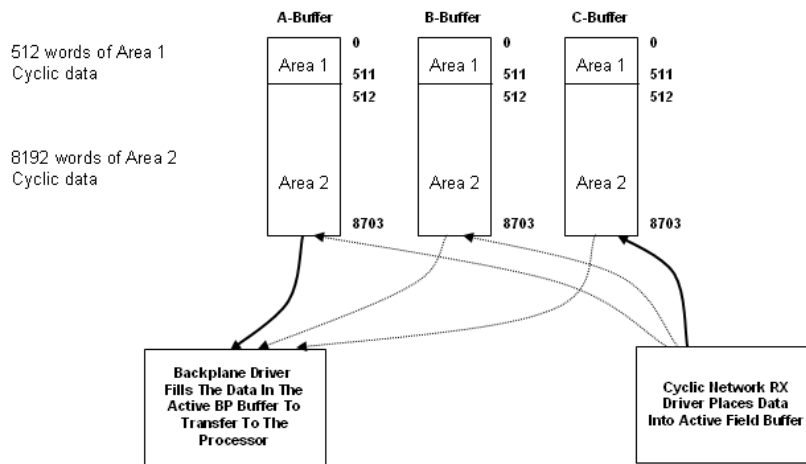 A-Buffer
B-Buffer
C-Buffer
512 words of Area 1
Cyclic data
0
0
0
Area 1
Area 1
Area 1
511
511
511
512
512
512
8192 words of Area 2
Cyclic data
Area 2
Area 2
Area 2
8703
8703
8703
Backplane Driver
Fills The Data In The
Active BP Buffer To
Transfer To The
Processor
Cyclic Network RX
Driver Places Data
Into Active Field Buffer